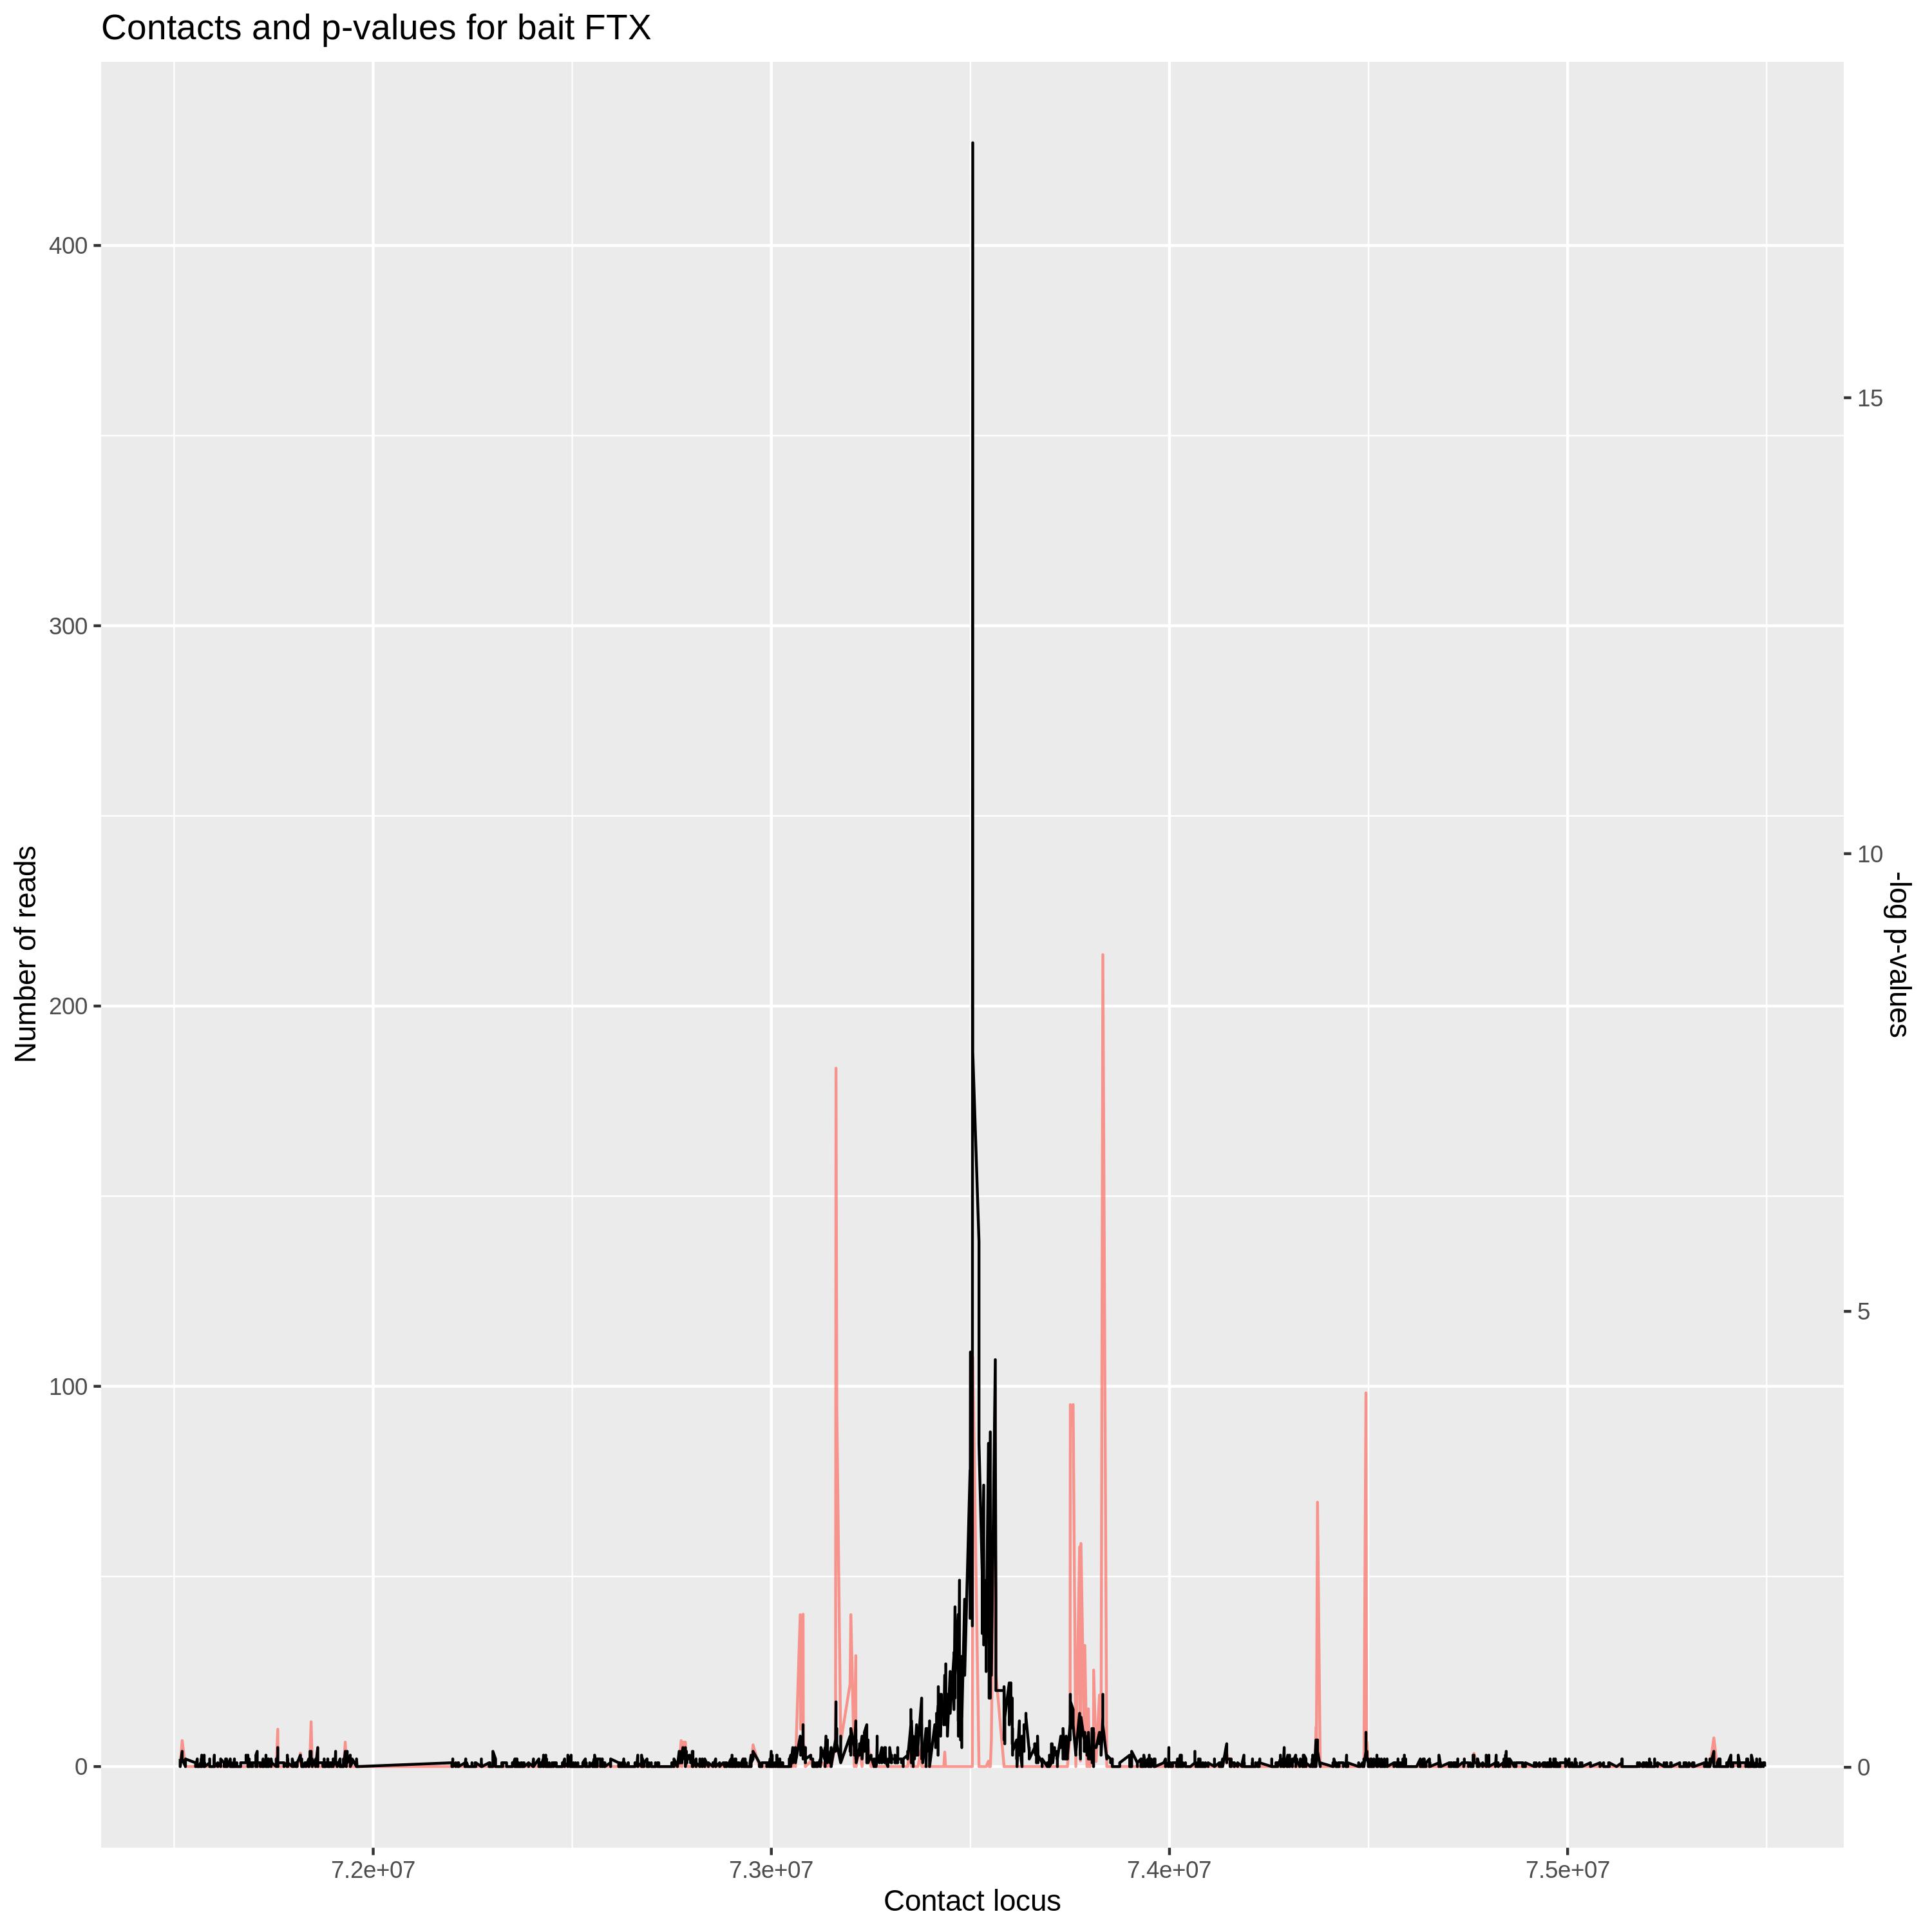 Contacts and p-values for bait FTX
400
300
200
100
0
Number of reads
15
10
5
0
-log p-values
7.2e+07
7.3e+07
7.4e+07
7.5e+07
Contact locus